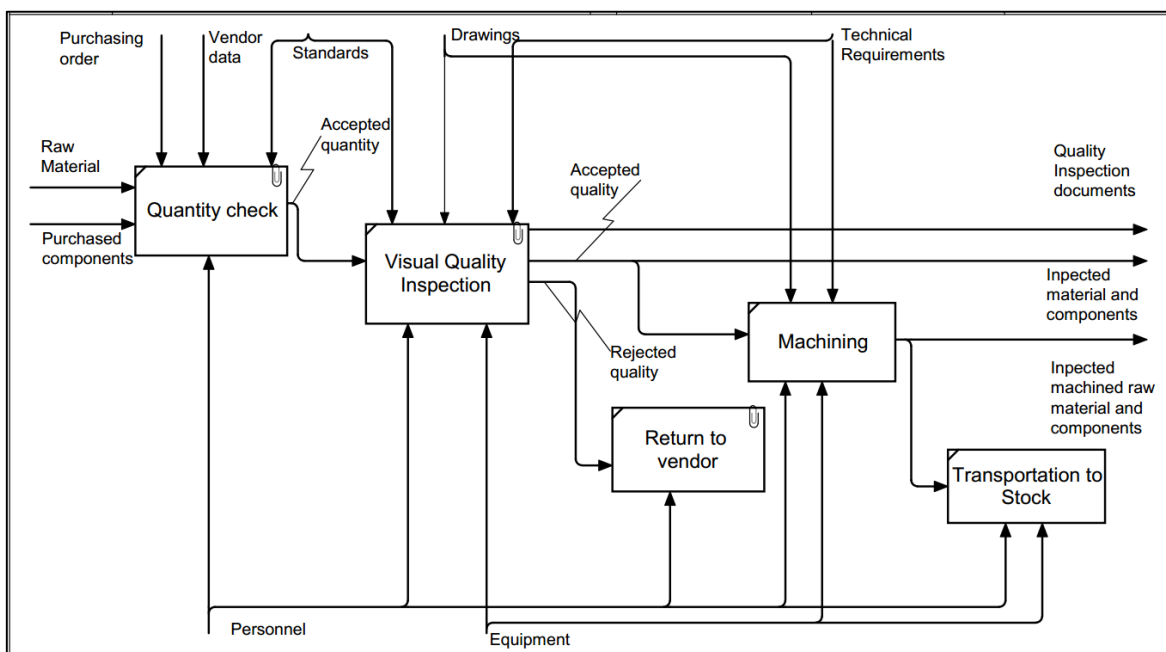 Purchasing
order
Vendor
data
Standards
Drawings
Technical
Requirements
Raw
Material
Accepted
quantity
Accepted
quality
Quality
Inspection
documents
Quantity check
Purchased
components
Visual Quality
Inspection
Inpected
material and
components
Machining
Rejected
quality
Inpected
machined raw
material and
components
Return to
vendor
Transportation to
Stock
Personnel
Equipment